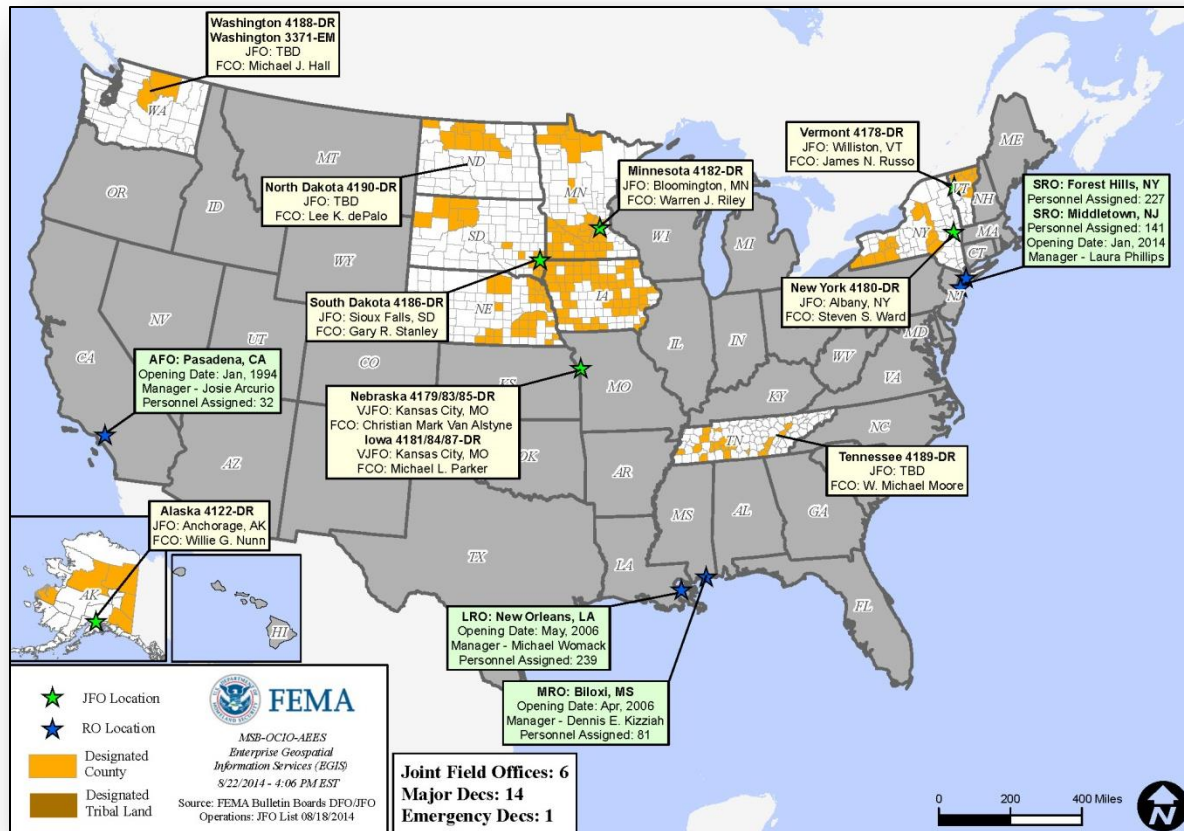 Washington 4188-DR
Washington 3371-EM
JFO: TBD
FCO: Michael J. Hall
WA
OR
ID
MT
WY
NV
UT
CA
AZ
CO
ND
SD
NE
KS
OK
TX
MN
IA
MO
AR
LA
WI
MI
IL
IN
KY
TN
MS
AL
GA
FL
NC
VA
WV
MD
NJ
NY
CT
MA
VT
NH
ME
AK
HI
North Dakota 4190-DR
JFO: TBD
FCO: Lee K. dePalo
Minnesota 4182-DR
JFO: Bloomington, MN
FCO: Warren J. Riley
Vermont 4178-DR
JFO: Williston, VT
FCO: James N. Russo
SRO: Forest Hills, NY
Personnel Assigned: 227
SRO: Middletown, NJ
Personnel Assigned: 141
Opening Date: Jan, 2014
Manager - Laura Phillips
New York 4180-DR
JFO: Albany, NY
FCO: Steven S. Ward
South Dakota 4186-DR
JFO: Sioux Falls, SD
FCO: Gary R. Stanley
AFO: Pasadena, CA
Opening Date: Jan, 1994
Manager - Josie Arcurio
Personnel Assigned: 32
Nebraska 4179/83/85-DR
VJFO: Kansas City, MO
FCO: Christian Mark Van Alstyne
Iowa 4181/84/87-DR
VJFO: Kansas City, MO
FCO: Michael L. Parker
Tennessee 4189-DR
JFO: TBD
FCO: W. Michael Moore
Alaska 4122-DR
JFO: Anchorage, AK
FCO: Willie G. Nunn
LRO: New Orleans, LA
Opening Date: May, 2006
Manager - Michael Womack
Personnel Assigned: 239
MRO: Biloxi, MS
Opening Date: Apr, 2006
Manager - Dennis E. Kizziah
Personnel Assigned: 81
JFO Location
RO Location
Designated
County
Designated
Tribal Land
FEMA
MSB-OCIO-AEES
Enterprise Geospatial
Information Services (EGIS)
8/22/2014 - 4:06 PM EST
Source: FEMA Bulletin Boards DFO/JFO
Operations: JFO List 08/18/2014
Joint Field Offices: 6
Major Decs: 14
Emergency Decs: 1
0 200 400 Miles
N